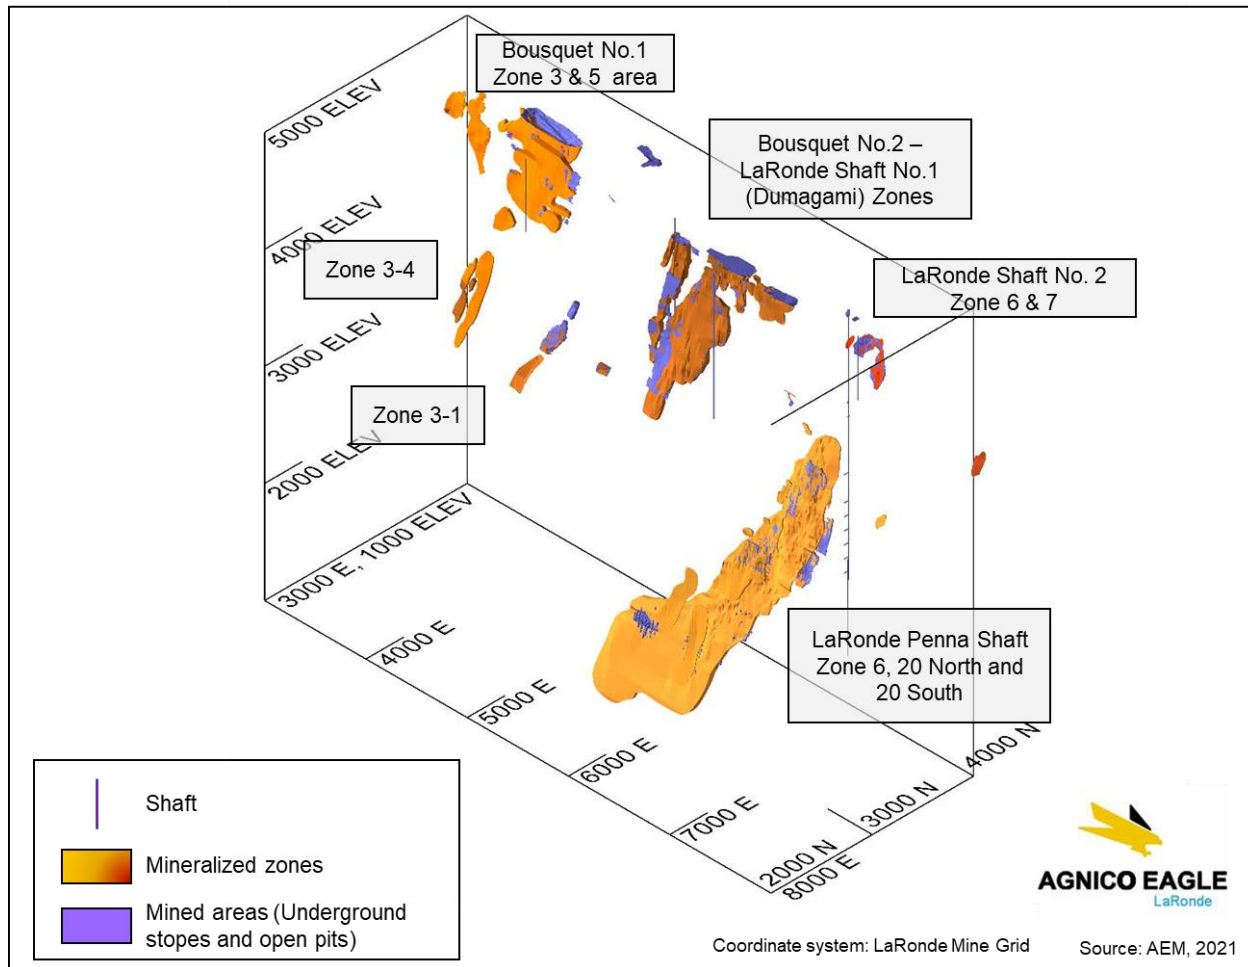 Bousquet No.1
Zone 3 & 5 area
5000 ELEV
Bousquet No.2 –
LaRonde Shaft No.1
(Dumagami) Zones
4000 ELEV
Zone 3-4
LaRonde Shaft No. 2
Zone 6 & 7
3000 ELEV
Zone 3-1
2000 ELEV
3000 E, 1000 ELEV
4000 E
5000 E
6000 E
7000 E
8000 E
2000 N
3000 N
4000 N
LaRonde Penna Shaft
Zone 6, 20 North and
20 South
Shaft
Mineralized zones
Mined areas (Underground
stopes and open pits)
AGNICO EAGLE
LaRonde
Coordinate system: LaRonde Mine Grid
Source: AEM, 2021